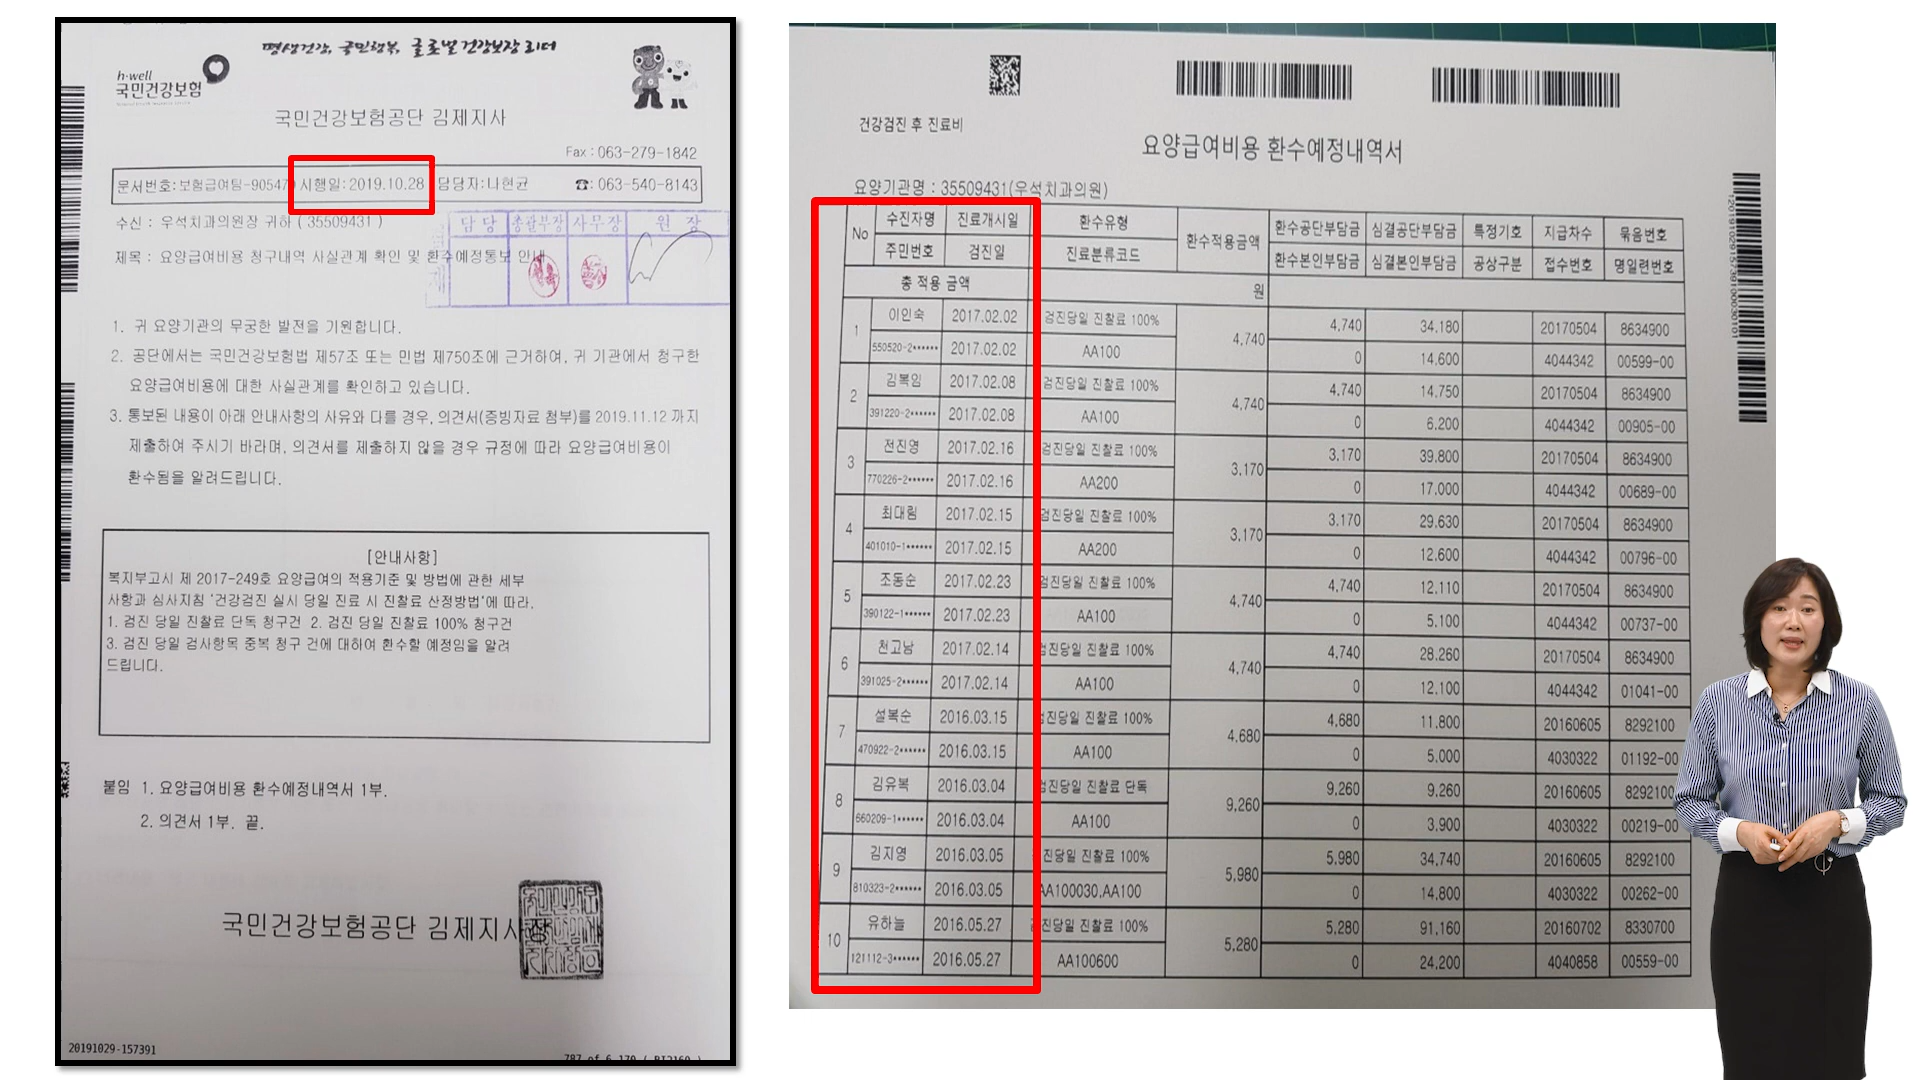 평생건강, 국민행복, 글로벌 건강보장 리더
h·well
국민건강보험
국민건강보험공단 김제지사
Fax : 063-279-1842
문서번호:보험급여팀-90547 시행일:2019.10.28 담당자:나현균 ☎: 063-540-8143
수신 : 우석치과의원장 귀하 ( 35509431 )
담 당 총괄부장 사무장 원 장
제목 : 요양급여비용 청구내역 사실관계 확인 및 환수예정통보 안내
1. 귀 요양기관의 무궁한 발전을 기원합니다.
2. 공단에서는 국민건강보험법 제57조 또는 민법 제750조에 근거하여, 귀 기관에서 청구한
요양급여비용에 대한 사실관계를 확인하고 있습니다.
3. 통보된 내용이 아래 안내사항의 사유와 다를 경우, 의견서(증빙자료 첨부)를 2019.11.12 까지
제출하여 주시기 바라며, 의견서를 제출하지 않을 경우 규정에 따라 요양급여비용이
환수됨을 알려드립니다.
[안내사항]
복지부고시 제 2017-249호 요양급여의 적용기준 및 방법에 관한 세부
사항과 심사지침 '건강검진 실시 당일 진료 시 진찰료 산정방법'에 따라,
1. 검진 당일 진찰료 단독 청구건 2. 검진 당일 진찰료 100% 청구건
3. 검진 당일 검사항목 중복 청구 건에 대하여 환수할 예정임을 알려
드립니다.
붙임 1. 요양급여비용 환수예정내역서 1부.
2. 의견서 1부. 끝.
국민건강보험공단 김제지사장
20191029-157391
787 of 6,170 ( BI2160 )
건강검진 후 진료비
요양급여비용 환수예정내역서
요양기관명 : 35509431(우석치과의원)
No 수진자명 진료개시일 환수유형 환수적용금액 환수공단부담금 심결공단부담금 특정기호 지급차수 묶음번호
주민번호 검진일 진료분류코드 환수본인부담금 심결본인부담금 공상구분 접수번호 명일련번호
총 적용 금액 원
1 이인숙 2017.02.02 검진당일 진찰료 100% 4,740 4,740 34,180 20170504 8634900
550520-2****** 2017.02.02 AA100 0 14,600 4044342 00599-00
2 김복임 2017.02.08 검진당일 진찰료 100% 4,740 4,740 14,750 20170504 8634900
391220-2****** 2017.02.08 AA100 0 6,200 4044342 00905-00
3 전진영 2017.02.16 검진당일 진찰료 100% 3,170 3,170 39,800 20170504 8634900
770226-2****** 2017.02.16 AA200 0 17,000 4044342 00689-00
4 최대림 2017.02.15 검진당일 진찰료 100% 3,170 3,170 29,630 20170504 8634900
401010-1****** 2017.02.15 AA200 0 12,600 4044342 00796-00
5 조동순 2017.02.23 검진당일 진찰료 100% 4,740 4,740 12,110 20170504 8634900
390122-1****** 2017.02.23 AA100 0 5,100 4044342 00737-00
6 천고남 2017.02.14 검진당일 진찰료 100% 4,740 4,740 28,260 20170504 8634900
391025-2****** 2017.02.14 AA100 0 12,100 4044342 01041-00
7 설복순 2016.03.15 검진당일 진찰료 100% 4,680 4,680 11,800 20160605 8292100
470922-2****** 2016.03.15 AA100 0 5,000 4030322 01192-00
8 김유복 2016.03.04 검진당일 진찰료 단독 9,260 9,260 9,260 20160605 8292100
660209-1****** 2016.03.04 AA100 0 3,900 4030322 00219-00
9 김지영 2016.03.05 진당일 진찰료 100% 5,980 5,980 34,740 20160605 8292100
810323-2****** 2016.03.05 AA100030,AA100 0 14,800 4030322 00262-00
10 유하늘 2016.05.27 진당일 진찰료 100% 5,280 5,280 91,160 20160702 8330700
121112-3****** 2016.05.27 AA100600 0 24,200 4040858 00559-00